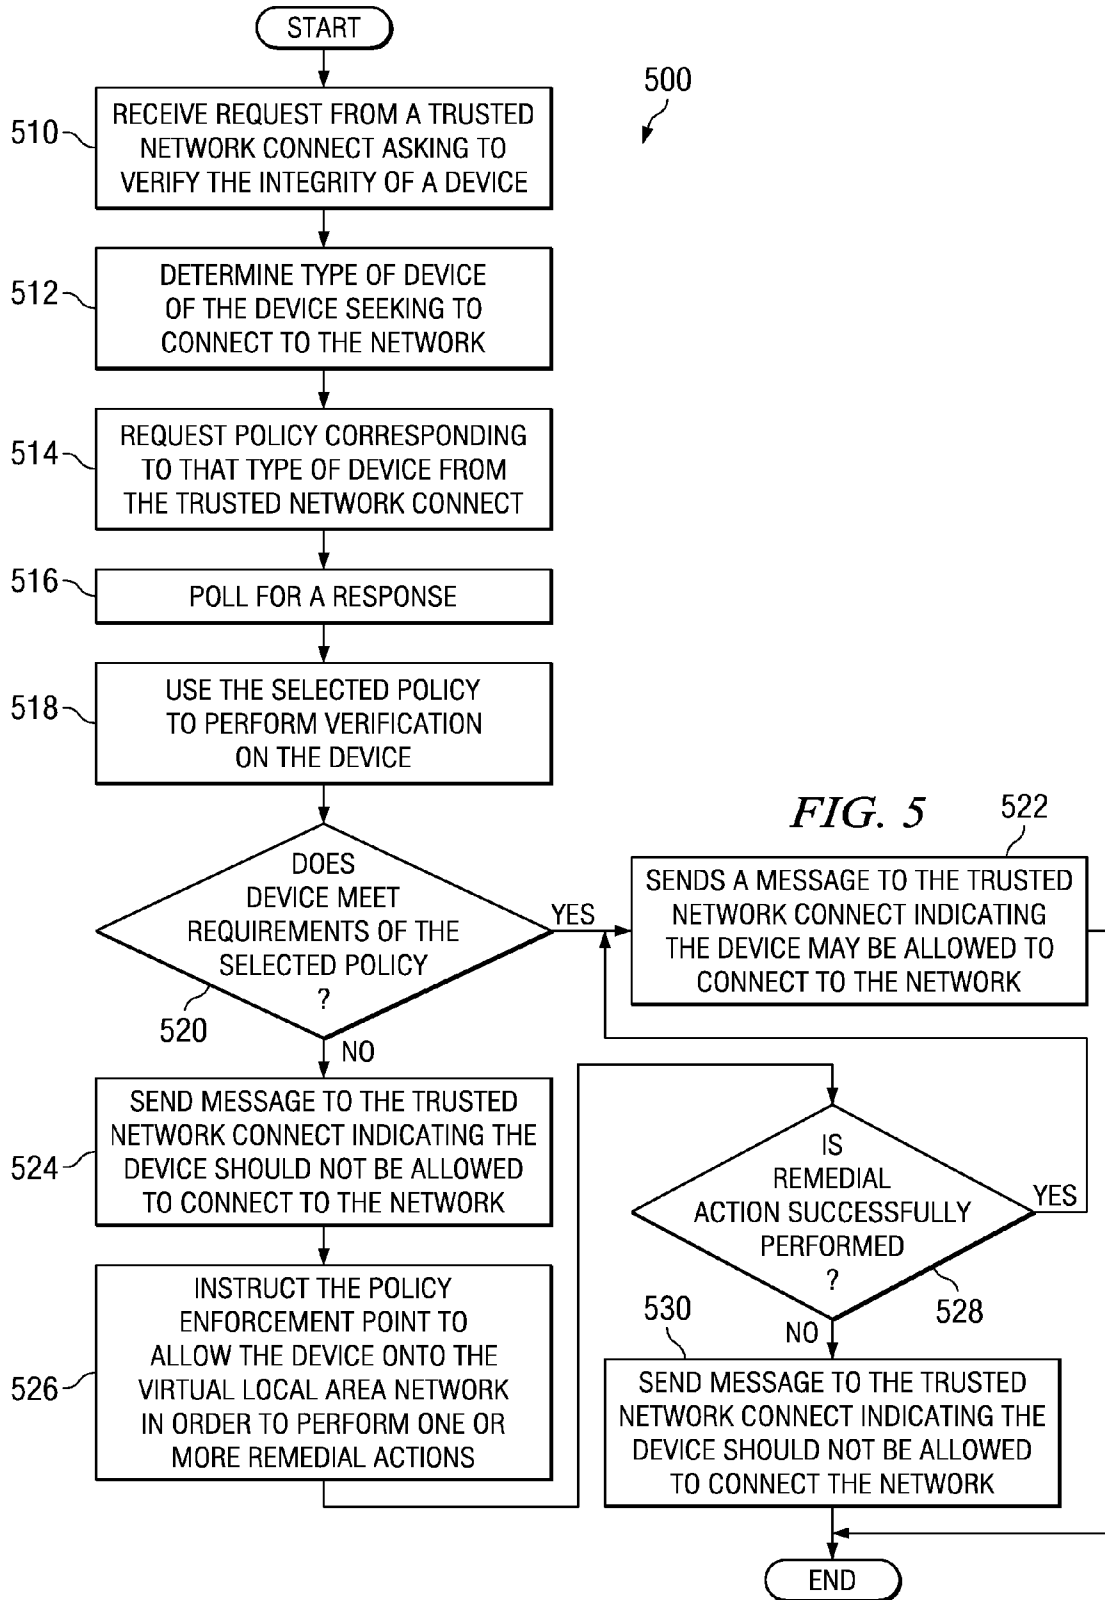 START
500
510
RECEIVE REQUEST FROM A TRUSTED
NETWORK CONNECT ASKING TO
VERIFY THE INTEGRITY OF A DEVICE
512
DETERMINE TYPE OF DEVICE
OF THE DEVICE SEEKING TO
CONNECT TO THE NETWORK
514
REQUEST POLICY CORRESPONDING
TO THAT TYPE OF DEVICE FROM
THE TRUSTED NETWORK CONNECT
516
POLL FOR A RESPONSE
518
USE THE SELECTED POLICY
TO PERFORM VERIFICATION
ON THE DEVICE
FIG. 5
520
DOES
DEVICE MEET
REQUIREMENTS OF THE
SELECTED POLICY
?
YES
NO
522
SENDS A MESSAGE TO THE TRUSTED
NETWORK CONNECT INDICATING
THE DEVICE MAY BE ALLOWED TO
CONNECT TO THE NETWORK
524
SEND MESSAGE TO THE TRUSTED
NETWORK CONNECT INDICATING THE
DEVICE SHOULD NOT BE ALLOWED
TO CONNECT TO THE NETWORK
526
INSTRUCT THE POLICY
ENFORCEMENT POINT TO
ALLOW THE DEVICE ONTO THE
VIRTUAL LOCAL AREA NETWORK
IN ORDER TO PERFORM ONE OR
MORE REMEDIAL ACTIONS
IS
REMEDIAL
ACTION SUCCESSFULLY
PERFORMED
?
YES
528
NO
530
SEND MESSAGE TO THE TRUSTED
NETWORK CONNECT INDICATING THE
DEVICE SHOULD NOT BE ALLOWED
TO CONNECT THE NETWORK
END